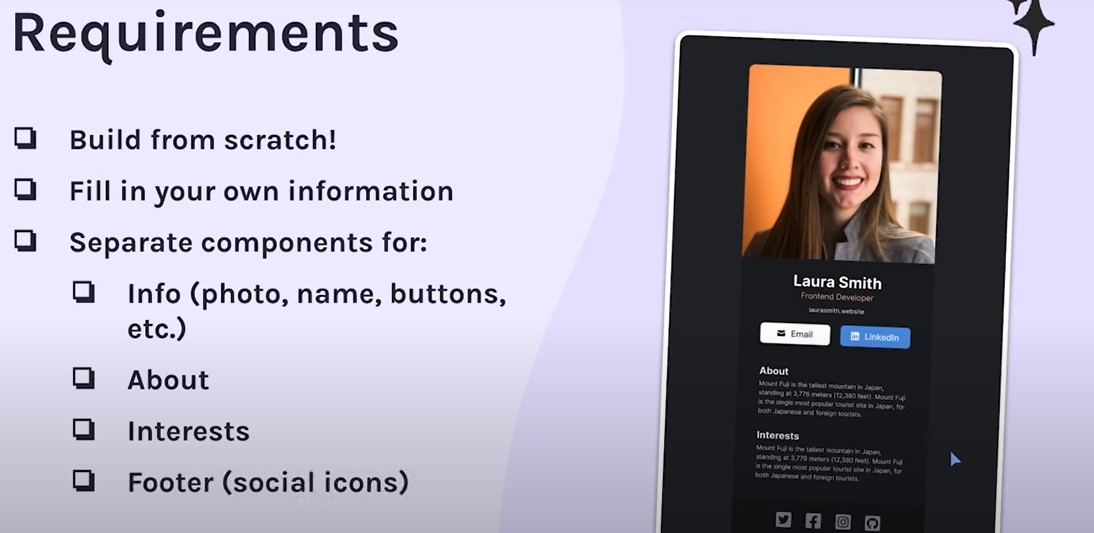 Requirements
Build from scratch!
Fill in your own information
Separate components for:
Info (photo, name, buttons,
etc.)
About
Interests
Footer (social icons)
Laura Smith
Frontend Developer
laurasmith.website
Email
LinkedIn
About
Mount Fuji is the tallest mountain in Japan,
standing at 3,776 meters (12,380 feet). Mount Fuji
is the single most popular tourist site in Japan, for
both Japanese and foreign tourists.
Interests
Mount Fuji is the tallest mountain in Japan,
standing at 3,776 meters (12,380 feet). Mount Fuji
is the single most popular tourist site in Japan, for
both Japanese and foreign tourists.